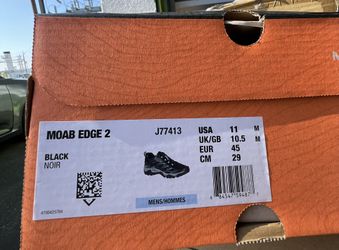 MOAB EDGE 2
J77413
USA 11 M
UK/GB 10.5 M
EUR 45
CM 29
BLACK
NOIR
MENS/HOMMES